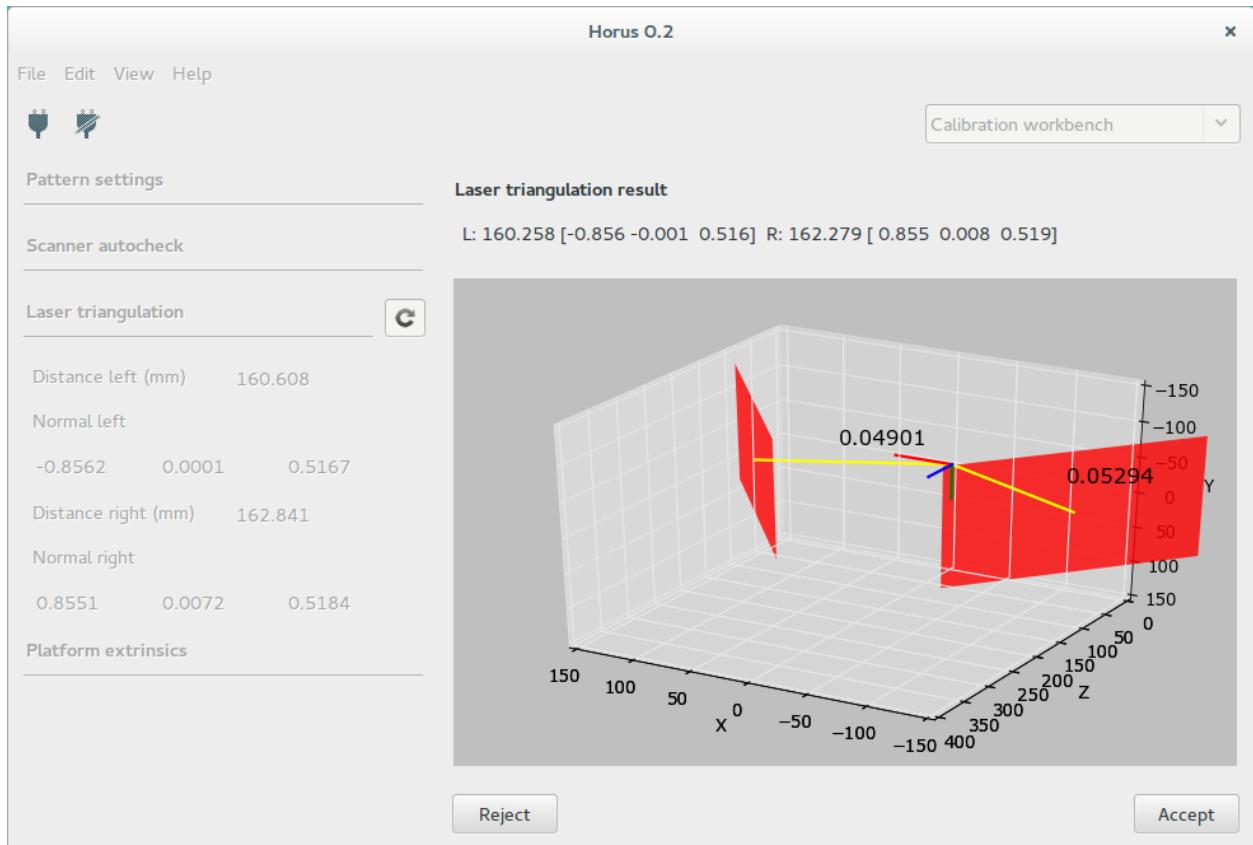 Horus 0.2 ×
File Edit View Help
Calibration workbench
Pattern settings
Scanner autocheck
Laser triangulation
Distance left (mm) 160.608
Normal left
-0.8562 0.0001 0.5167
Distance right (mm) 162.841
Normal right
0.8551 0.0072 0.5184
Platform extrinsics
Laser triangulation result
L: 160.258 [-0.856 -0.001 0.516] R: 162.279 [ 0.855 0.008 0.519]
0.04901
0.05294
−150
−100
−50
0
50
100
150
Y
0
50
100
150
200
250
300
350
400
Z
150
100
50
0
−50
−100
−150
X
Reject Accept